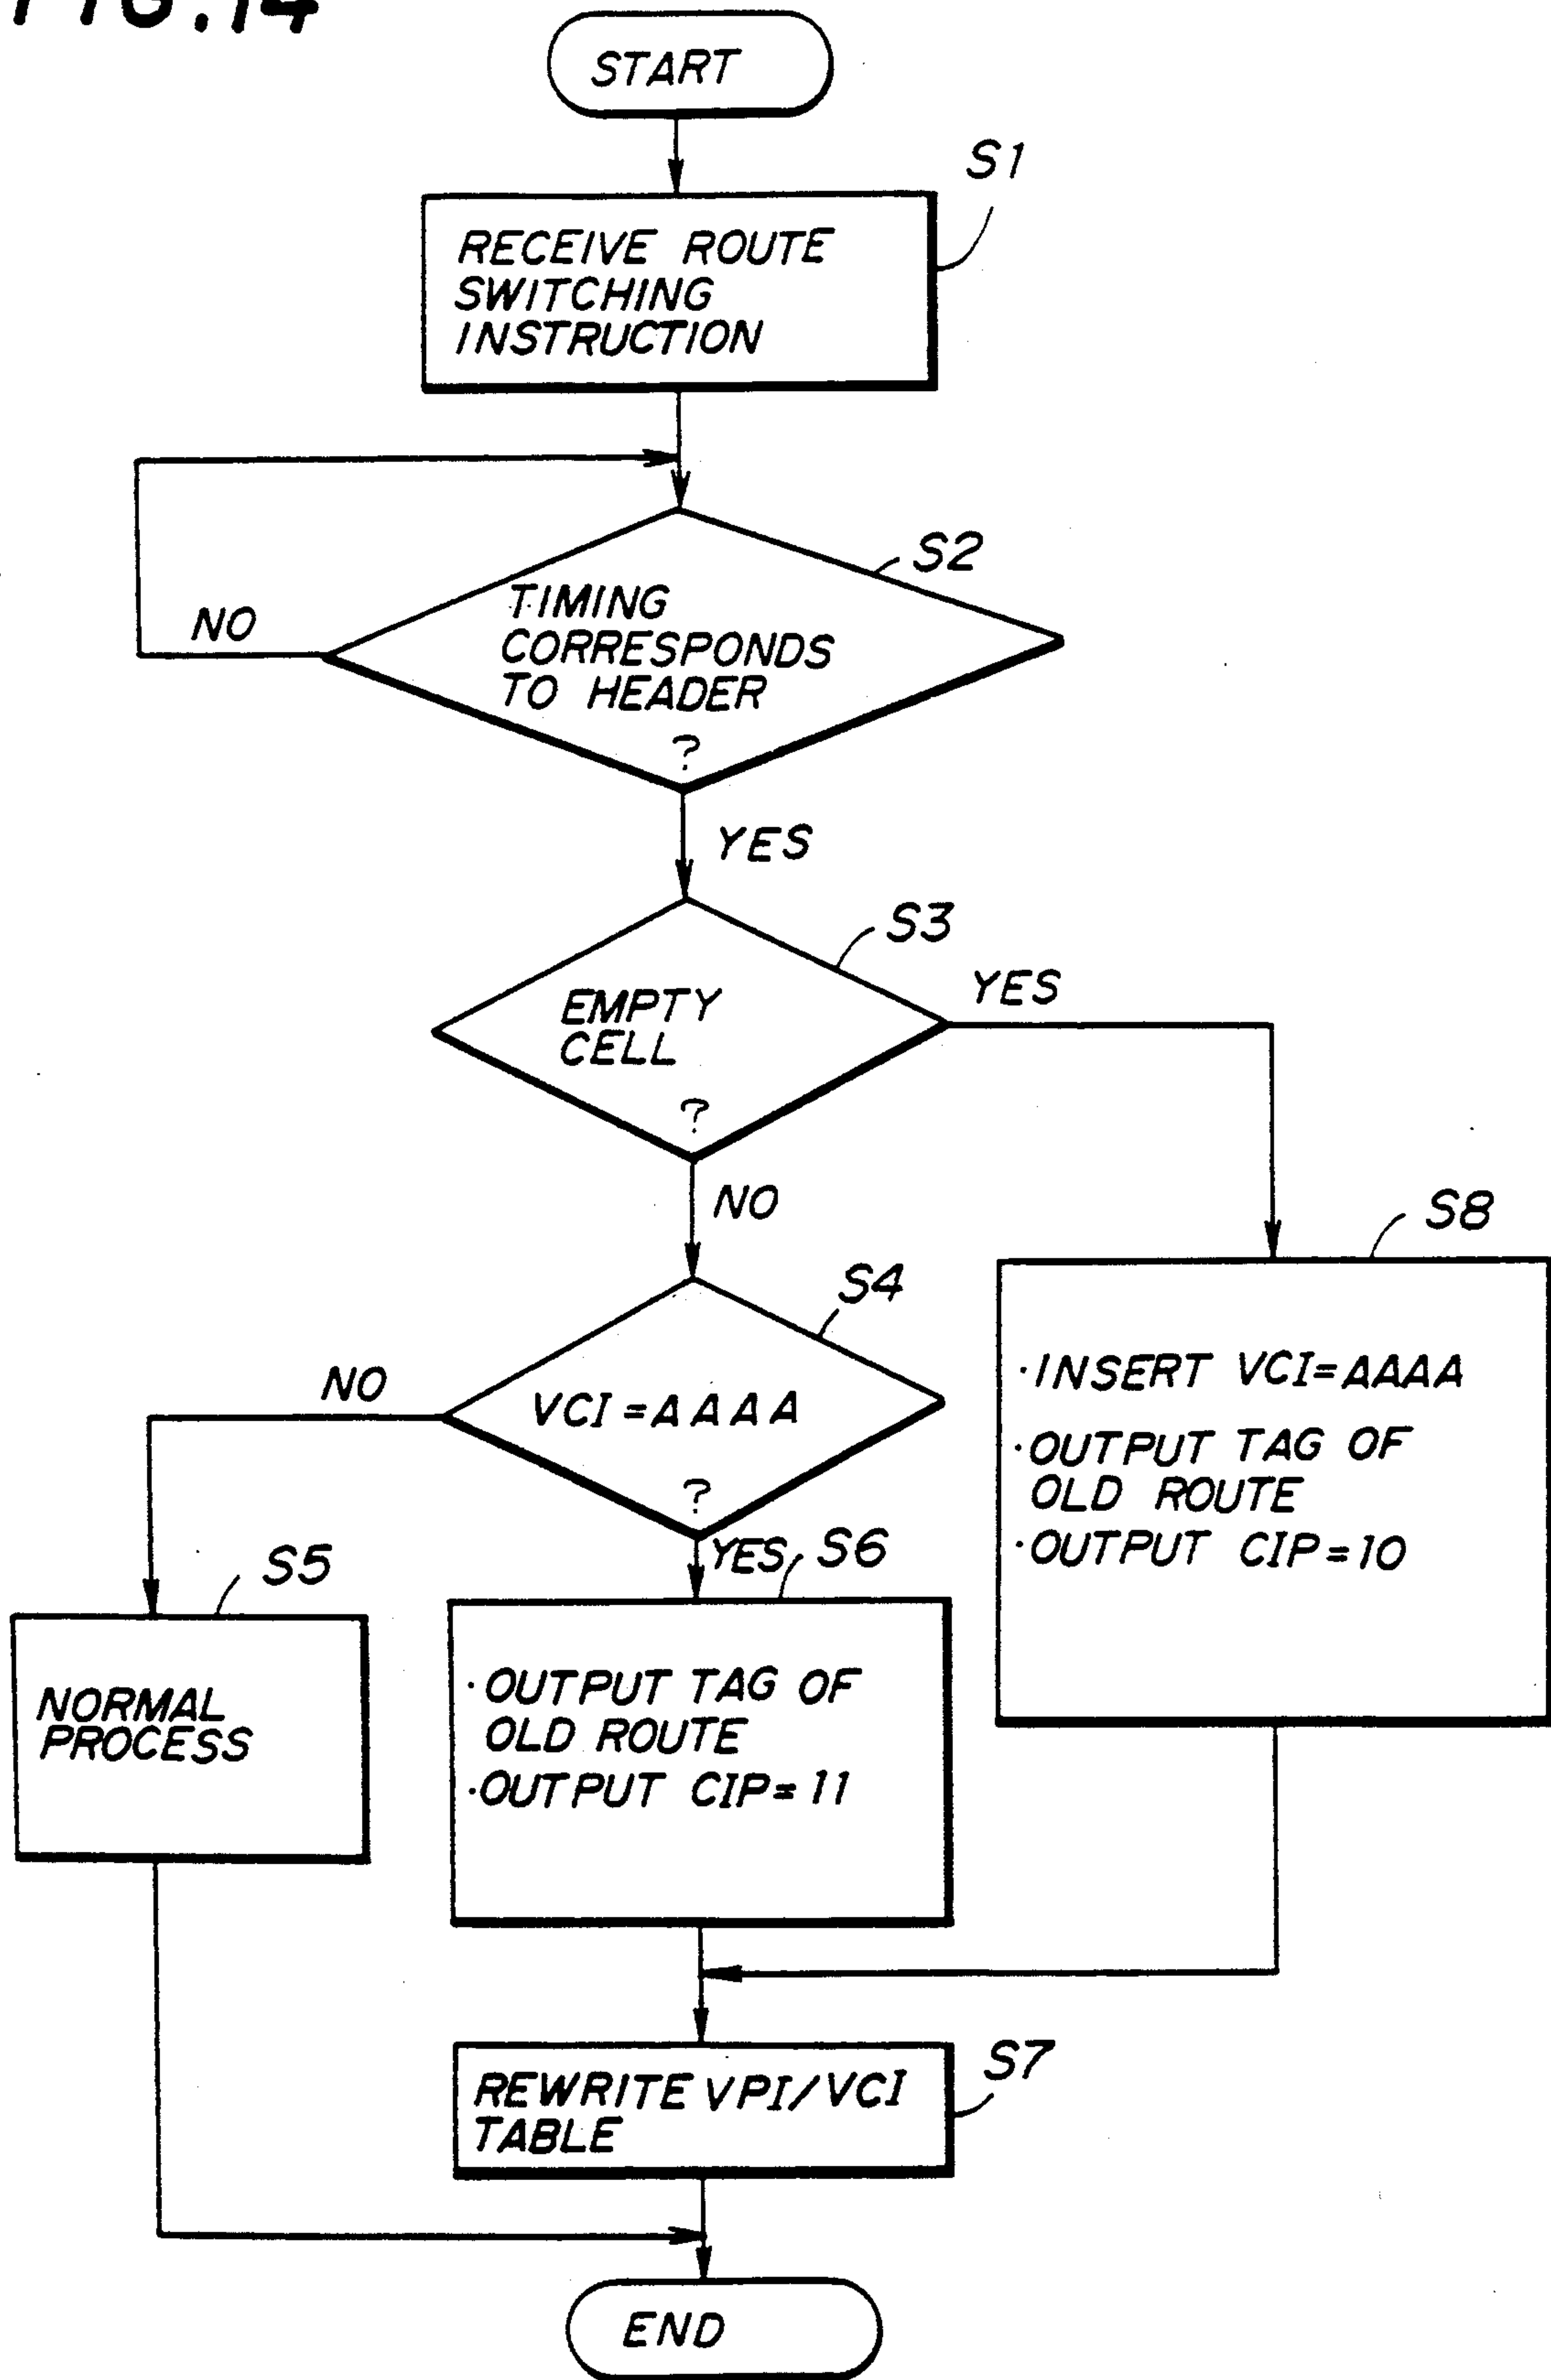 FIG.14
START
S1
RECEIVE ROUTE
SWITCHING
INSTRUCTION
S2
NO
TIMING
CORRESPONDS
TO HEADER
?
YES
S3
EMPTY
CELL
?
YES
NO
S4
S8
NO
VCI=AAAA
?
·INSERT VCI=AAAA
·OUTPUT TAG OF
OLD ROUTE
·OUTPUT CIP=10
S5
YES
S6
NORMAL
PROCESS
·OUTPUT TAG OF
OLD ROUTE
·OUTPUT CIP=11
S7
REWRITE VPI/VCI
TABLE
END